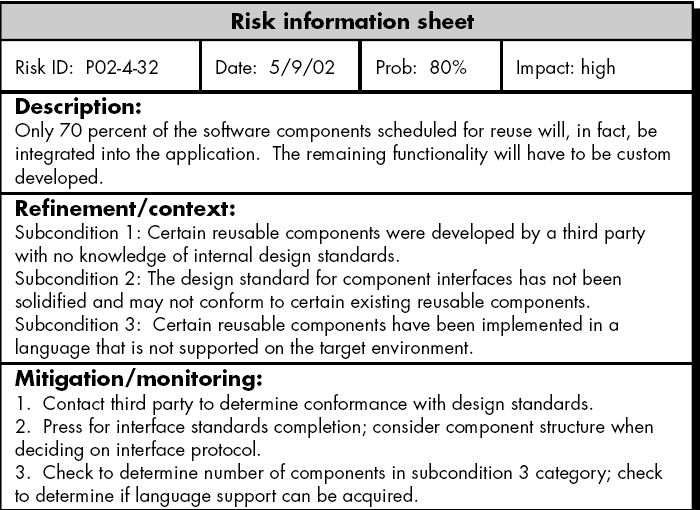 Risk information sheet
Risk ID: P02-4-32 Date: 5/9/02 Prob: 80% Impact: high
Description:
Only 70 percent of the software components scheduled for reuse will, in fact, be
integrated into the application. The remaining functionality will have to be custom
developed.
Refinement/context:
Subcondition 1: Certain reusable components were developed by a third party
with no knowledge of internal design standards.
Subcondition 2: The design standard for component interfaces has not been
solidified and may not conform to certain existing reusable components.
Subcondition 3: Certain reusable components have been implemented in a
language that is not supported on the target environment.
Mitigation/monitoring:
1. Contact third party to determine conformance with design standards.
2. Press for interface standards completion; consider component structure when
deciding on interface protocol.
3. Check to determine number of components in subcondition 3 category; check
to determine if language support can be acquired.